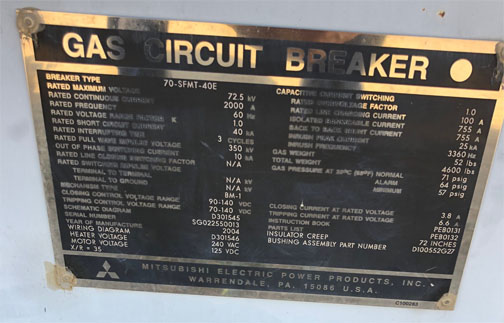 GAS CIRCUIT BREAKER
BREAKER TYPE 70-SFMT-40E
RATED MAXIMUM VOLTAGE 72.5 kV
RATED CONTINUOUS CURRENT 2000 A
RATED FREQUENCY 60 Hz
RATED VOLTAGE RANGE FACTOR K 1.0
RATED SHORT CIRCUIT CURRENT 40 kA
RATED INTERRUPTING TIME 3 CYCLES
RATED FULL WAVE IMPULSE VOLTAGE 350 kV
OUT OF PHASE SWITCHING CURRENT 10 kA
RATED LINE CLOSING SWITCHING FACTOR N/A
RATED SWITCHING IMPULSE VOLTAGE
TERMINAL TO TERMINAL N/A
TERMINAL TO GROUND N/A
MECHANISM TYPE BM-1
CLOSING CONTROL VOLTAGE RANGE 90-140 VDC
TRIPPING CONTROL VOLTAGE RANGE 70-140 VDC
SCHEMATIC DIAGRAM D301545
SERIAL NUMBER SG022550013
YEAR OF MANUFACTURE 2004
WIRING DIAGRAM D301546
HEATER VOLTAGE 240 VAC
MOTOR VOLTAGE 125 VDC
X/R = 35
CAPACITIVE CURRENT SWITCHING
RATED OVERVOLTAGE FACTOR 1.0
RATED LINE CHARGING CURRENT 100 A
ISOLATED BANK/CABLE CURRENT 755 A
BACK TO BACK INRUSH CURRENT 755 A
INRUSH PEAK CURRENT 25 kA
INRUSH FREQUENCY 3360 Hz
GAS WEIGHT 52 lbs
TOTAL WEIGHT 4600 lbs
GAS PRESSURE AT 20°C (68°F) NORMAL 71 psig
ALARM 64 psig
MINIMUM 57 psig
CLOSING CURRENT AT RATED VOLTAGE 3.8 A
TRIPPING CURRENT AT RATED VOLTAGE 6.6 A
INSTRUCTION BOOK PEB0131
PARTS LIST PEB0132
INSULATOR CREEP 72 INCHES
BUSHING ASSEMBLY PART NUMBER D100552G27
MITSUBISHI ELECTRIC POWER PRODUCTS, INC.
WARRENDALE, PA. 15086 U.S.A.